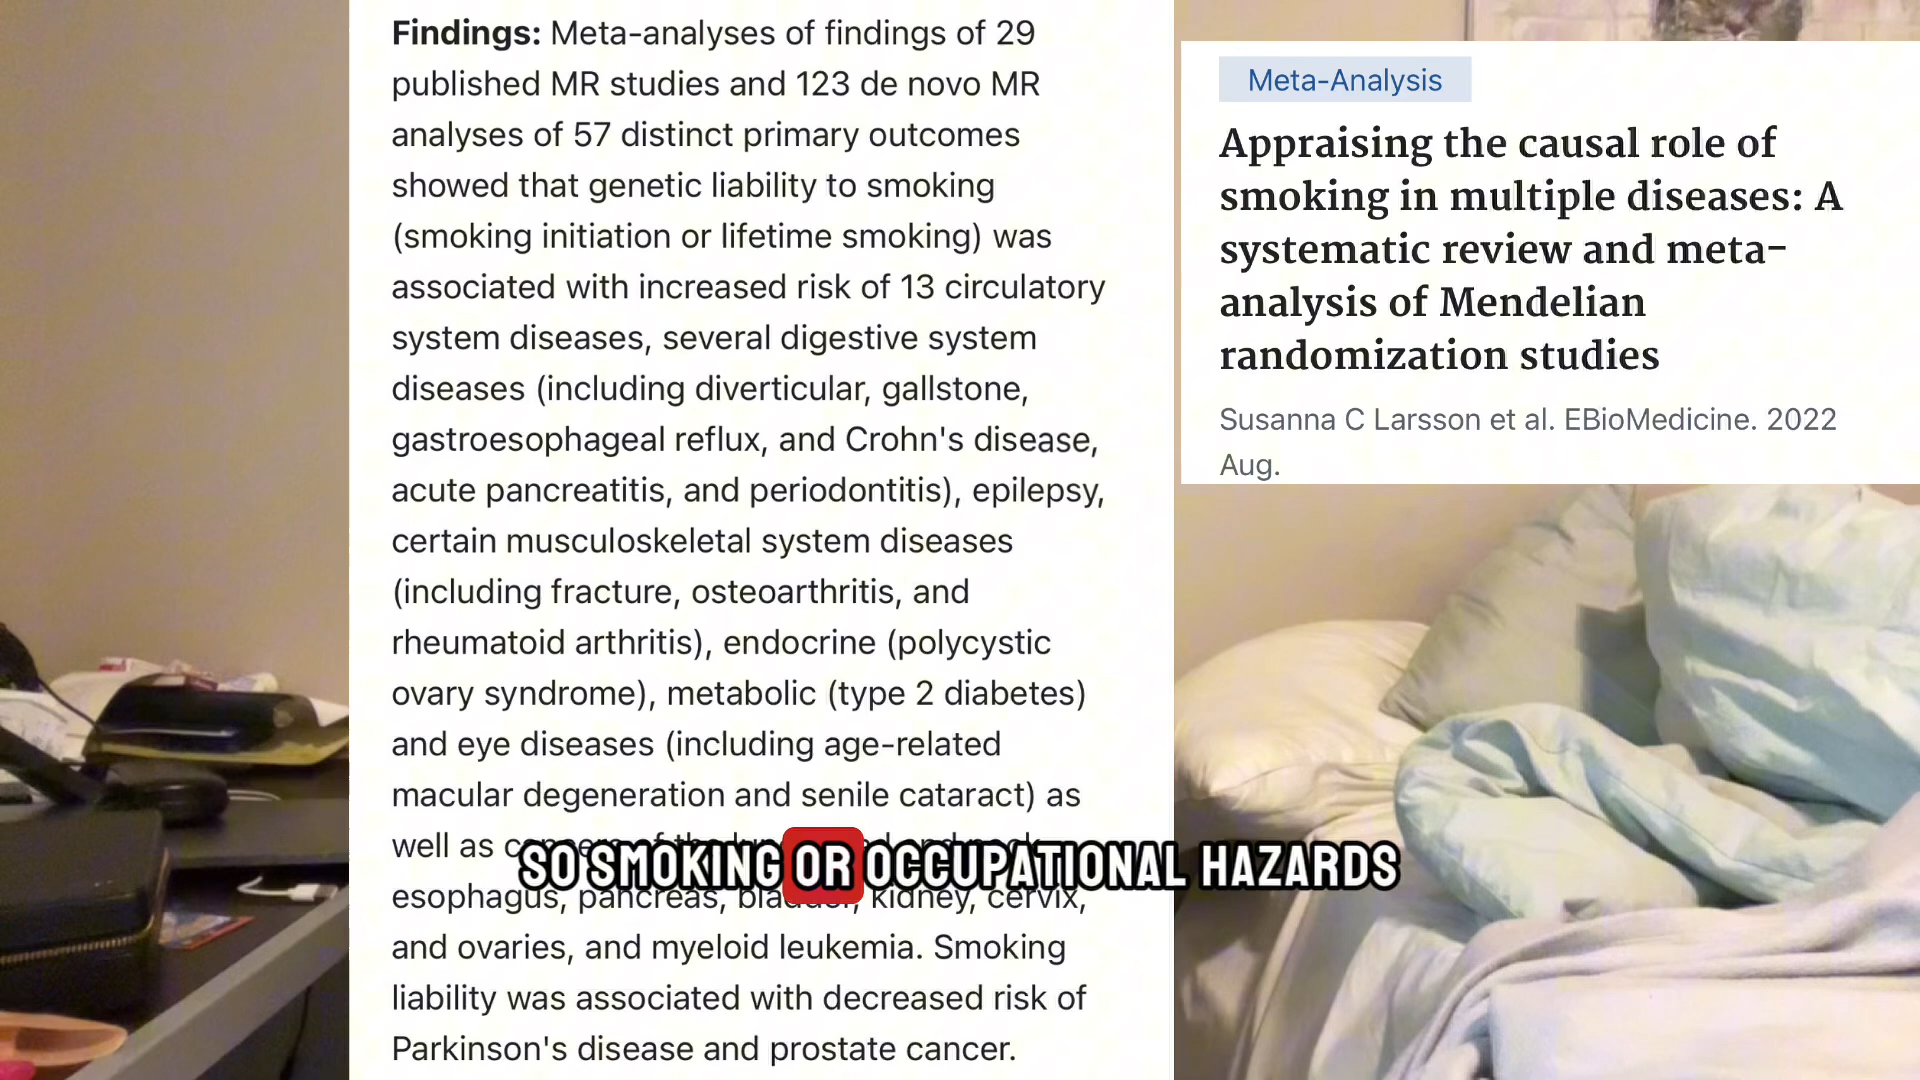 Findings: Meta-analyses of findings of 29
published MR studies and 123 de novo MR
analyses of 57 distinct primary outcomes
showed that genetic liability to smoking
(smoking initiation or lifetime smoking) was
associated with increased risk of 13 circulatory
system diseases, several digestive system
diseases (including diverticular, gallstone,
gastroesophageal reflux, and Crohn's disease,
acute pancreatitis, and periodontitis), epilepsy,
certain musculoskeletal system diseases
(including fracture, osteoarthritis, and
rheumatoid arthritis), endocrine (polycystic
ovary syndrome), metabolic (type 2 diabetes)
and eye diseases (including age-related
macular degeneration and senile cataract) as
well as cancers of the
esophagus, pancreas, bladder, kidney, cervix,
and ovaries, and myeloid leukemia. Smoking
liability was associated with decreased risk of
Parkinson's disease and prostate cancer.
Meta-Analysis
Appraising the causal role of
smoking in multiple diseases: A
systematic review and meta-
analysis of Mendelian
randomization studies
Susanna C Larsson et al. EBioMedicine. 2022
Aug.
SO SMOKING OR OCCUPATIONAL HAZARDS